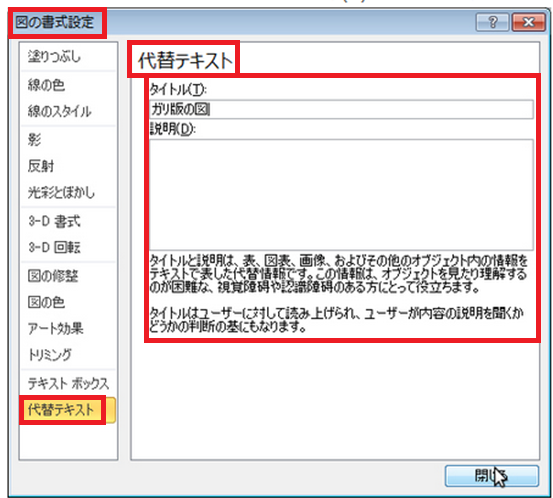 図の書式設定
塗りつぶし
線の色
線のスタイル
影
反射
光彩とぼかし
3-D 書式
3-D 回転
図の修整
図の色
アート効果
トリミング
テキスト ボックス
代替テキスト
代替テキスト
タイトル(T):
ガリ版の図
説明(D):
タイトルと説明は、表、図表、画像、およびその他のオブジェクト内の情報を
テキストで表した代替情報です。この情報は、オブジェクトを見たり理解する
のが困難な、視覚障碍や認識障碍のある方にとって役立ちます。
タイトルはユーザーに対して読み上げられ、ユーザーが内容の説明を聞くか
どうかの判断の基にもなります。
閉じる